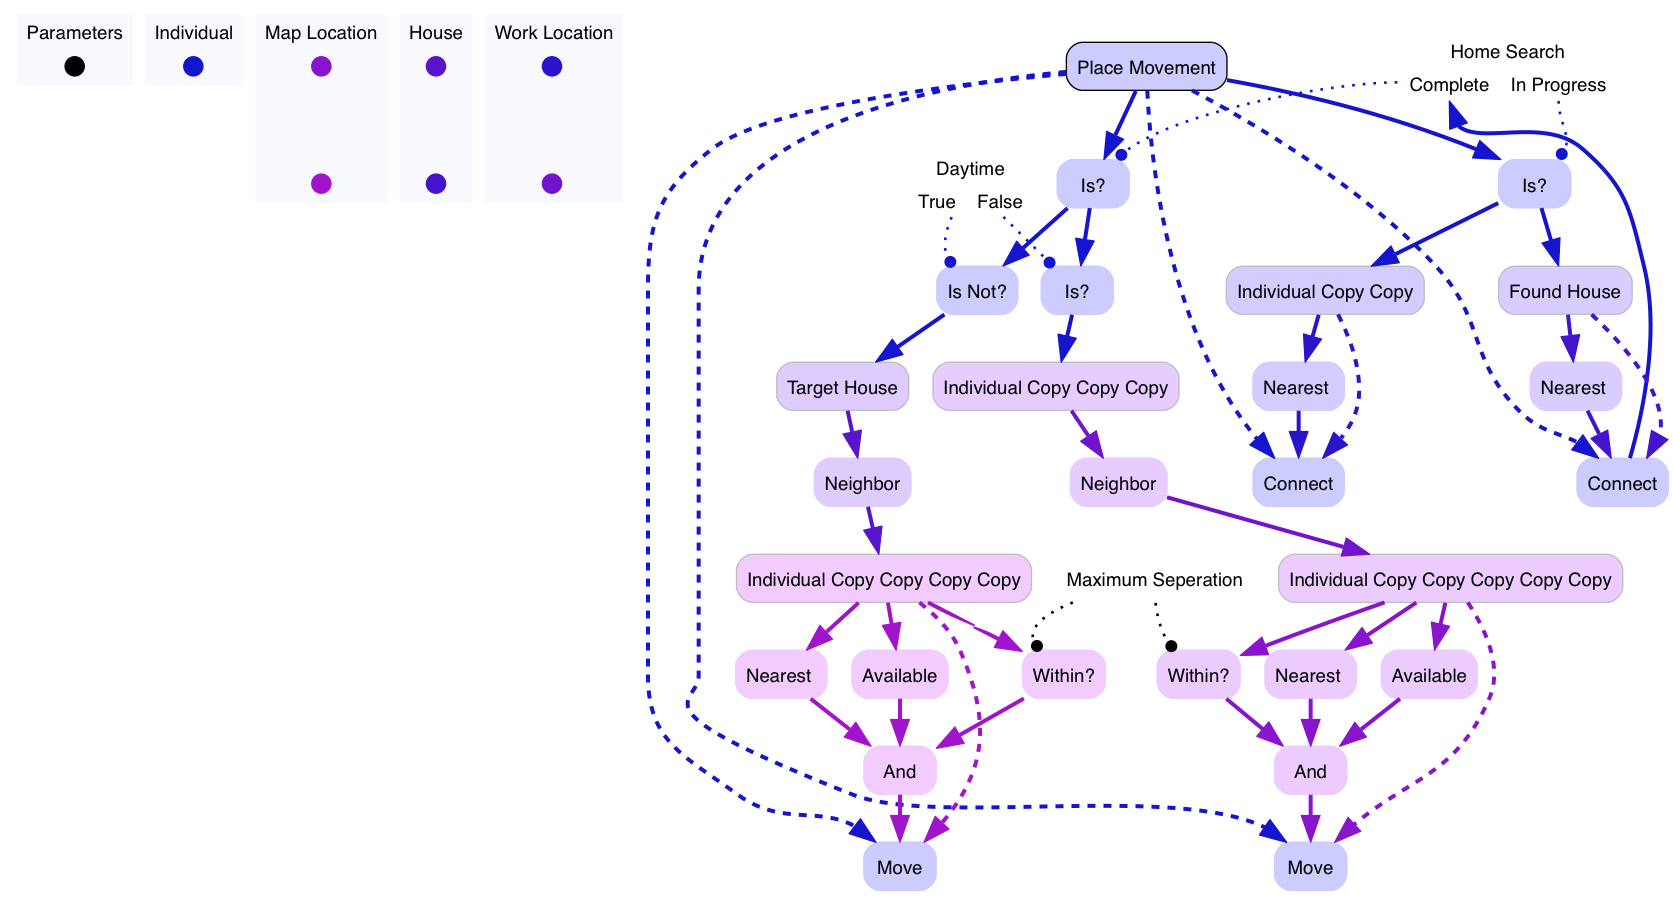 Parameters
Individual
Map Location
House
Work Location
Place Movement
Home Search
Complete
In Progress
Is?
Is?
Daytime
True
False
Is Not?
Is?
Individual Copy Copy
Found House
Target House
Individual Copy Copy Copy
Nearest
Nearest
Neighbor
Neighbor
Connect
Connect
Individual Copy Copy Copy Copy
Maximum Seperation
Individual Copy Copy Copy Copy Copy
Nearest
Available
Within?
Within?
Nearest
Available
And
And
Move
Move